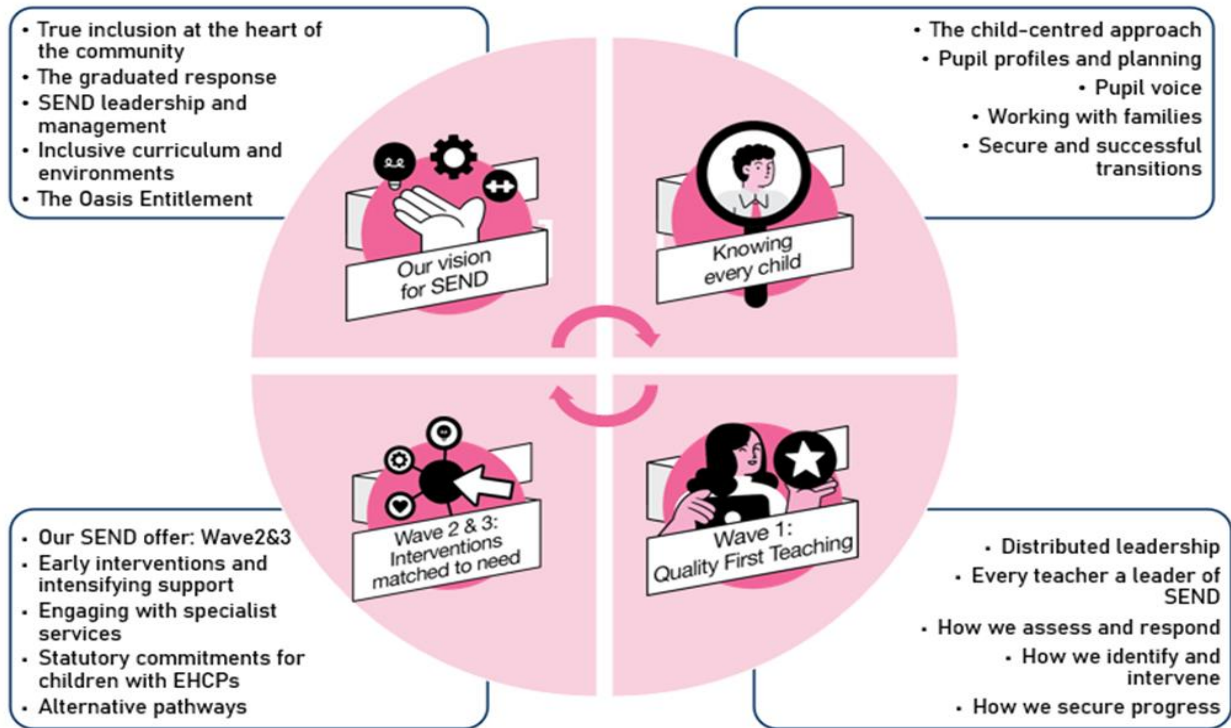 • True inclusion at the heart of
the community
• The graduated response
• SEND leadership and
management
• Inclusive curriculum and
environments
• The Oasis Entitlement
• The child-centred approach
• Pupil profiles and planning
• Pupil voice
• Working with families
• Secure and successful
transitions
Our vision
for SEND
Knowing
every child
Wave 2 & 3:
Interventions
matched to need
Wave 1:
Quality First Teaching
• Our SEND offer: Wave2&3
• Early interventions and
intensifying support
• Engaging with specialist
services
• Statutory commitments for
children with EHCPs
• Alternative pathways
• Distributed leadership
• Every teacher a leader of
SEND
• How we assess and respond
• How we identify and
intervene
• How we secure progress